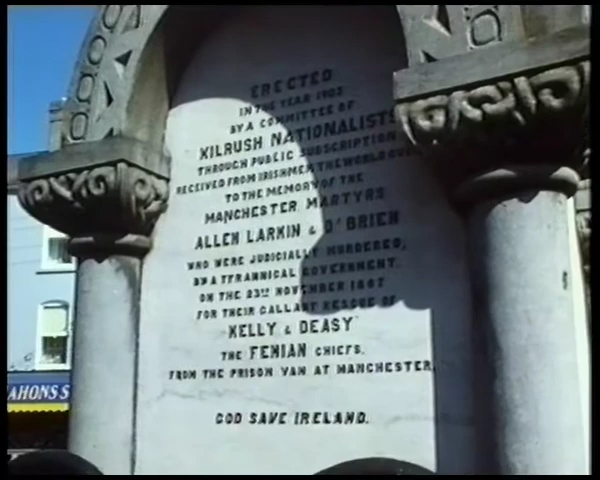 ERECTED
IN THE YEAR 1903
BY A COMMITTEE OF
KILRUSH NATIONALISTS
THROUGH PUBLIC SUBSCRIPTION
RECEIVED FROM IRISHMEN THE WORLD OVER
TO THE MEMORY OF THE
MANCHESTER MARTYRS
ALLEN LARKIN & O'BRIEN
WHO WERE JUDICIALLY MURDERED,
BY A TYRANNICAL GOVERNMENT.
ON THE 23RD NOVEMBER 1867
FOR THEIR GALLANT RESCUE OF
KELLY & DEASY
THE FENIAN CHIEFS.
FROM THE PRISON VAN AT MANCHESTER.
GOD SAVE IRELAND.
AHONS S